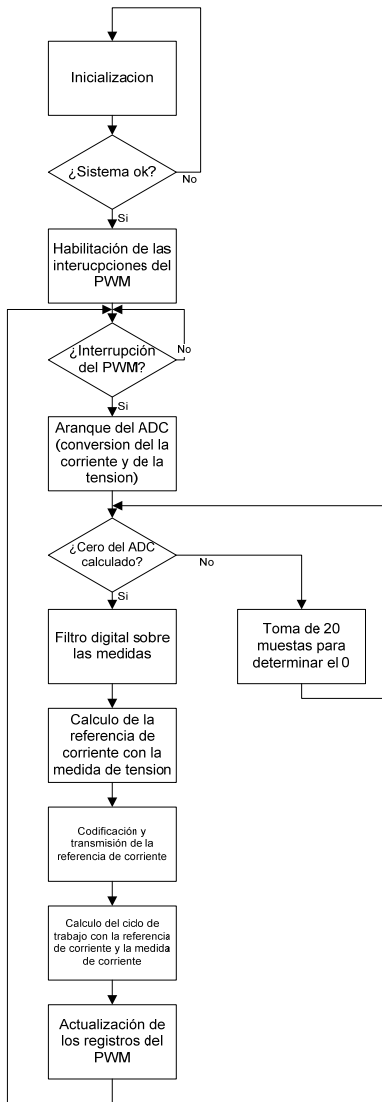 Inicializacion
¿Sistema ok?
No
Si
Habilitación de las
interucpciones del
PWM
¿Interrupción
del PWM?
No
Si
Aranque del ADC
(conversion del la
corriente y de la
tension)
¿Cero del ADC
calculado?
No
Si
Filtro digital sobre
las medidas
Toma de 20
muestas para
determinar el 0
Calculo de la
referencia de
corriente con la
medida de tension
Codificación y
transmisión de la
referencia de corriente
Calculo del ciclo de
trabajo con la referencia
de corriente y la medida
de corriente
Actualización de
los registros del
PWM